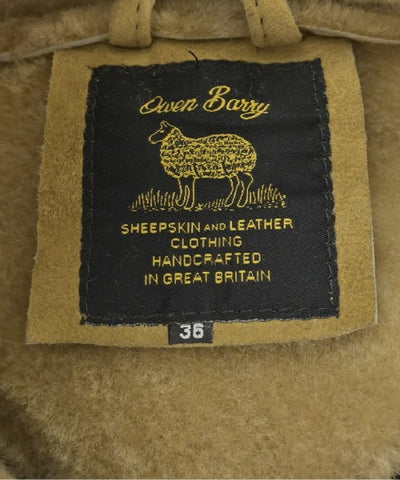 Owen Barry
SHEEPSKIN AND LEATHER
CLOTHING
HANDCRAFTED
IN GREAT BRITAIN
36